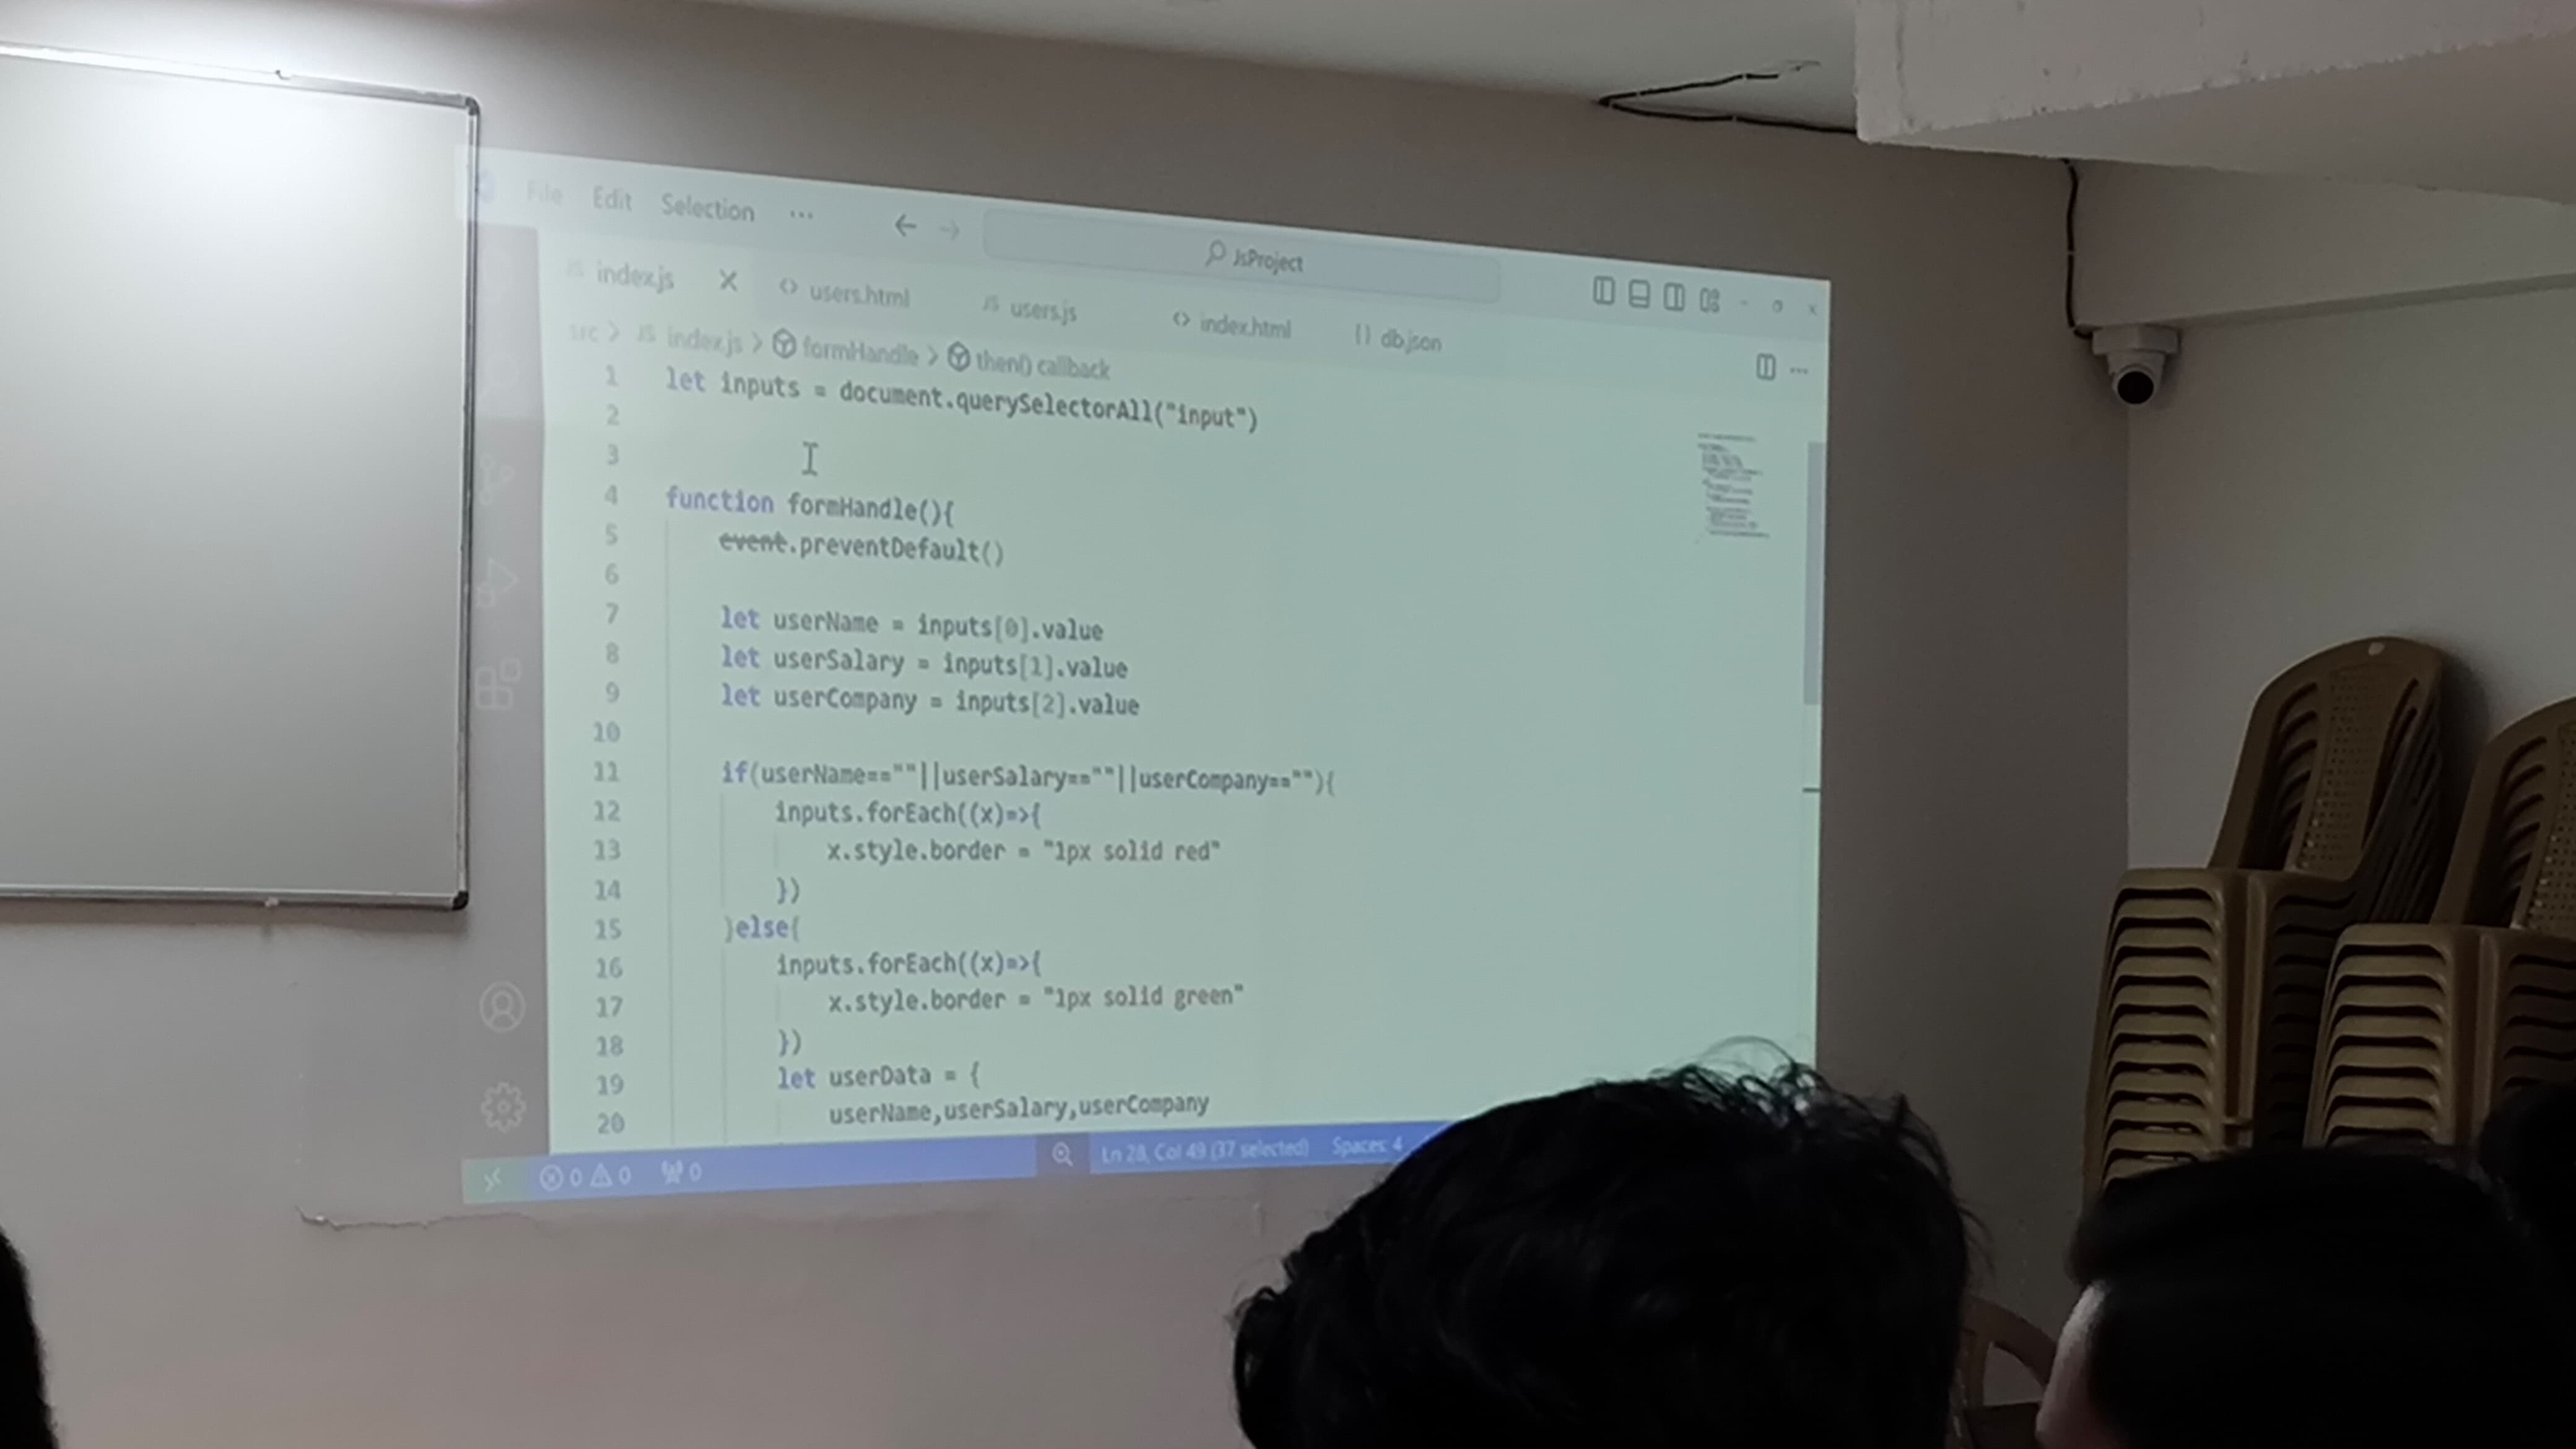 File Edit Selection ... JsProject
index.js users.html users.js index.html db.json
src > JS index.js > formHandle > then() callback
1 let inputs = document.querySelectorAll("input")
2
3
4 function formHandle(){
5 event.preventDefault()
6
7 let userName = inputs[0].value
8 let userSalary = inputs[1].value
9 let userCompany = inputs[2].value
10
11 if(userName==""||userSalary==""||userCompany==""){
12 inputs.forEach((x)=>{
13 x.style.border = "1px solid red"
14 })
15 }else{
16 inputs.forEach((x)=>{
17 x.style.border = "1px solid green"
18 })
19 let userData = {
20 userName,userSalary,userCompany
0 0 0 Ln 28, Col 49 (37 selected) Spaces: 4